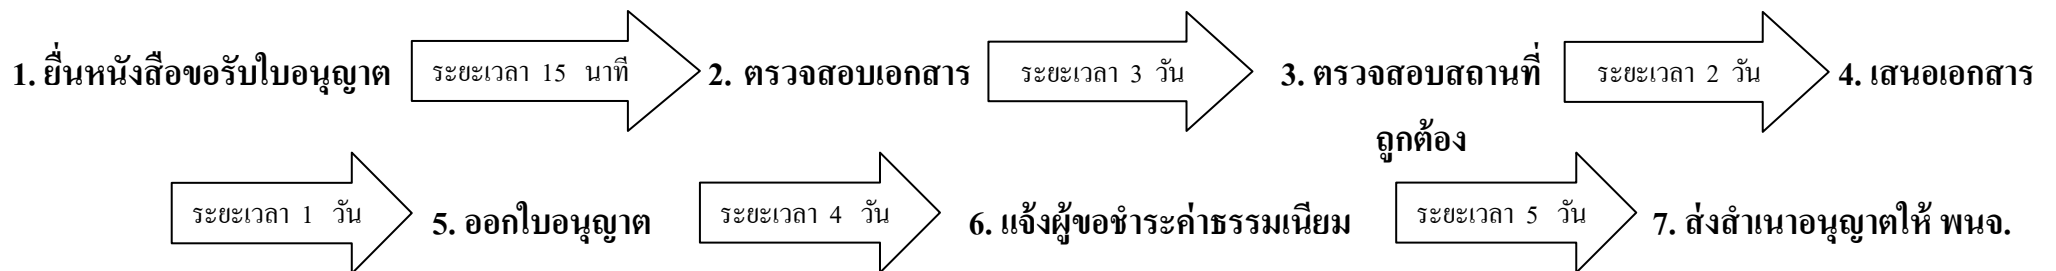 1. ยื่นหนังสือขอรับใบอนุญาต ระยะเวลา 15 นาที 2. ตรวจสอบเอกสาร ระยะเวลา 3 วัน 3. ตรวจสอบสถานที่ ระยะเวลา 2 วัน 4. เสนอเอกสาร
ถูกต้อง
ระยะเวลา 1 วัน 5. ออกใบอนุญาต ระยะเวลา 4 วัน 6. แจ้งผู้ขอชำระค่าธรรมเนียม ระยะเวลา 5 วัน 7. ส่งสำเนาอนุญาตให้ พนจ.